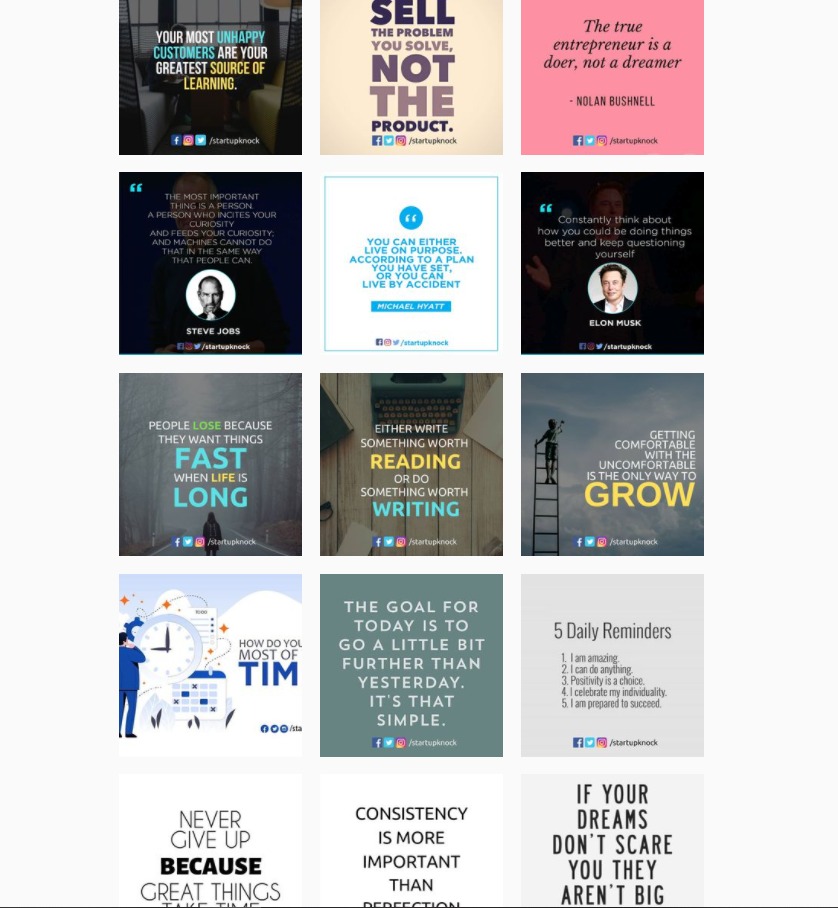 YOUR MOST UNHAPPY
CUSTOMERS ARE YOUR
GREATEST SOURCE OF
LEARNING.
/startupknock
SELL
THE PROBLEM
YOU SOLVE,
NOT
THE
PRODUCT.
/startupknock
The true
entrepreneur is a
doer, not a dreamer
- NOLAN BUSHNELL
/startupknock
“
THE MOST IMPORTANT
THING IS A PERSON.
A PERSON WHO INCITES YOUR
CURIOSITY
AND FEEDS YOUR CURIOSITY;
AND MACHINES CANNOT DO
THAT IN THE SAME WAY
THAT PEOPLE CAN.
STEVE JOBS
/startupknock
“
YOU CAN EITHER
LIVE ON PURPOSE.
ACCORDING TO A PLAN
YOU HAVE SET,
OR YOU CAN
LIVE BY ACCIDENT
MICHAEL HYATT
/startupknock
“
Constantly think about
how you could be doing things
better and keep questioning
yourself
ELON MUSK
/startupknock
PEOPLE LOSE BECAUSE
THEY WANT THINGS
FAST
WHEN LIFE IS
LONG
/startupknock
EITHER WRITE
SOMETHING WORTH
READING
OR DO
SOMETHING WORTH
WRITING
/startupknock
GETTING
COMFORTABLE
WITH THE
UNCOMFORTABLE
IS THE ONLY WAY TO
GROW
/startupknock
TODO
HOW DO YOU
MOST OF
TIM
/sta
THE GOAL FOR
TODAY IS TO
GO A LITTLE BIT
FURTHER THAN
YESTERDAY.
IT'S THAT
SIMPLE.
/startupknock
5 Daily Reminders
1. I am amazing.
2. I can do anything.
3. Positivity is a choice.
4. I celebrate my individuality.
5. I am prepared to succeed.
/startupknock
NEVER
GIVE UP
BECAUSE
GREAT THINGS
TAKE TIME
CONSISTENCY
IS MORE
IMPORTANT
THAN
PERFECTION
IF YOUR
DREAMS
DON'T SCARE
YOU THEY
AREN'T BIG